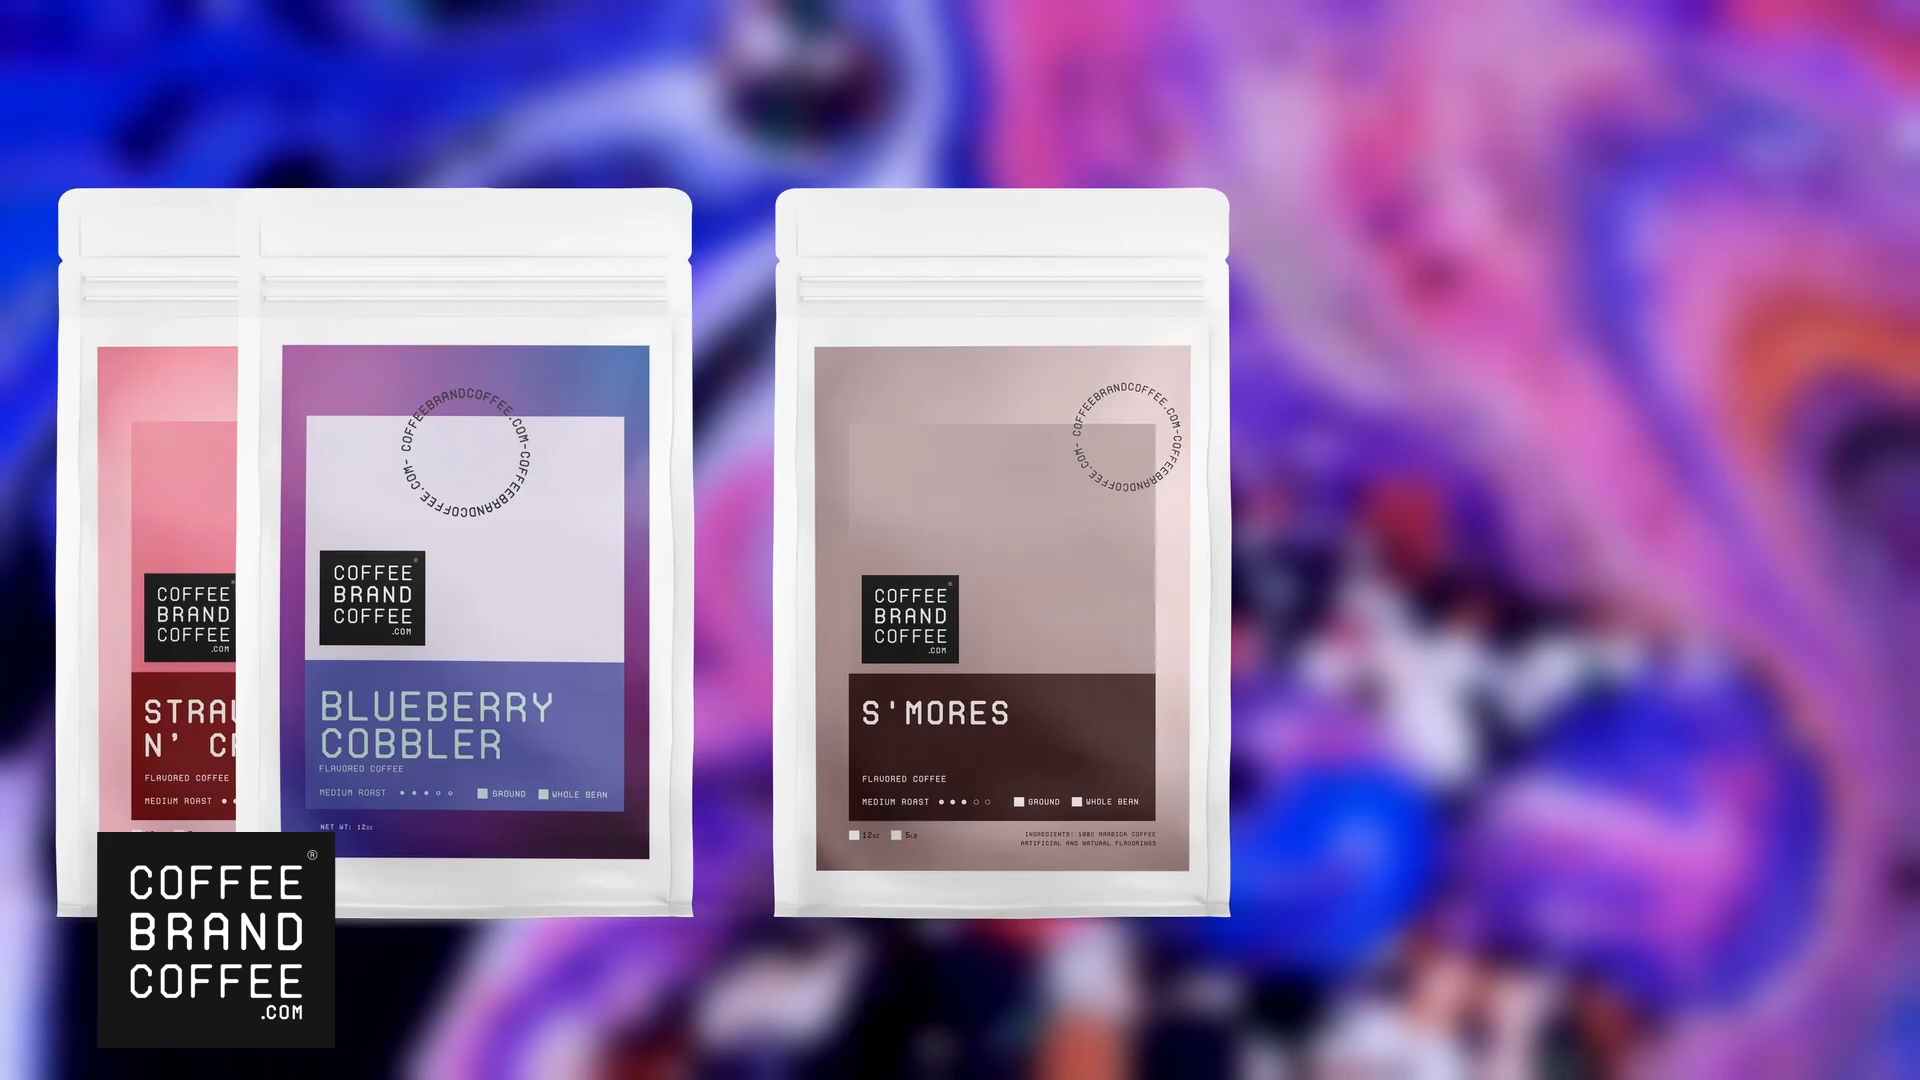 COFFEE
BRAND
COFFEE
.COM
N'
FLAVORED COFFEE
MEDIUM ROAST
COFFEEBRANDCOFFEE.COM-COFFEEBRANDCOFFEE.COM-
COFFEE
BRAND
COFFEE
.COM
BLUEBERRY
COBBLER
FLAVORED COFFEE
MEDIUM ROAST GROUND WHOLE BEAN
NET WT: 12oz
COFFEEBRANDCOFFEE.COM-COFFEEBRANDCOFFEE.COM-
COFFEE
BRAND
COFFEE
.COM
S'MORES
FLAVORED COFFEE
MEDIUM ROAST GROUND WHOLE BEAN
12oz 5LB
INGREDIENTS: 100% ARABICA COFFEE
ARTIFICIAL AND NATURAL FLAVORINGS
COFFEE®
BRAND
COFFEE
.COM